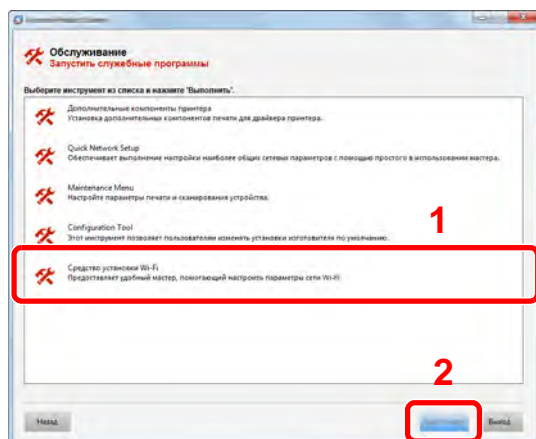 Обслуживание
Запустить служебные программы
Выберите инструмент из списка и нажмите 'Выполнить'.
Дополнительные компоненты принтера
Установка дополнительных компонентов печати для драйвера принтера.
Quick Network Setup
Обеспечивает выполнение настройки наиболее общих сетевых параметров с помощью простого в использовании мастера.
Maintenance Menu
Настройте параметры печати и сканирования устройства.
1
Configuration Tool
Этот инструмент позволяет пользователям изменять установки изготовителя по умолчанию.
Средство установки Wi-Fi
Предоставляет удобный мастер, помогающий настроить параметры сети Wi-Fi
2
Назад
Выход